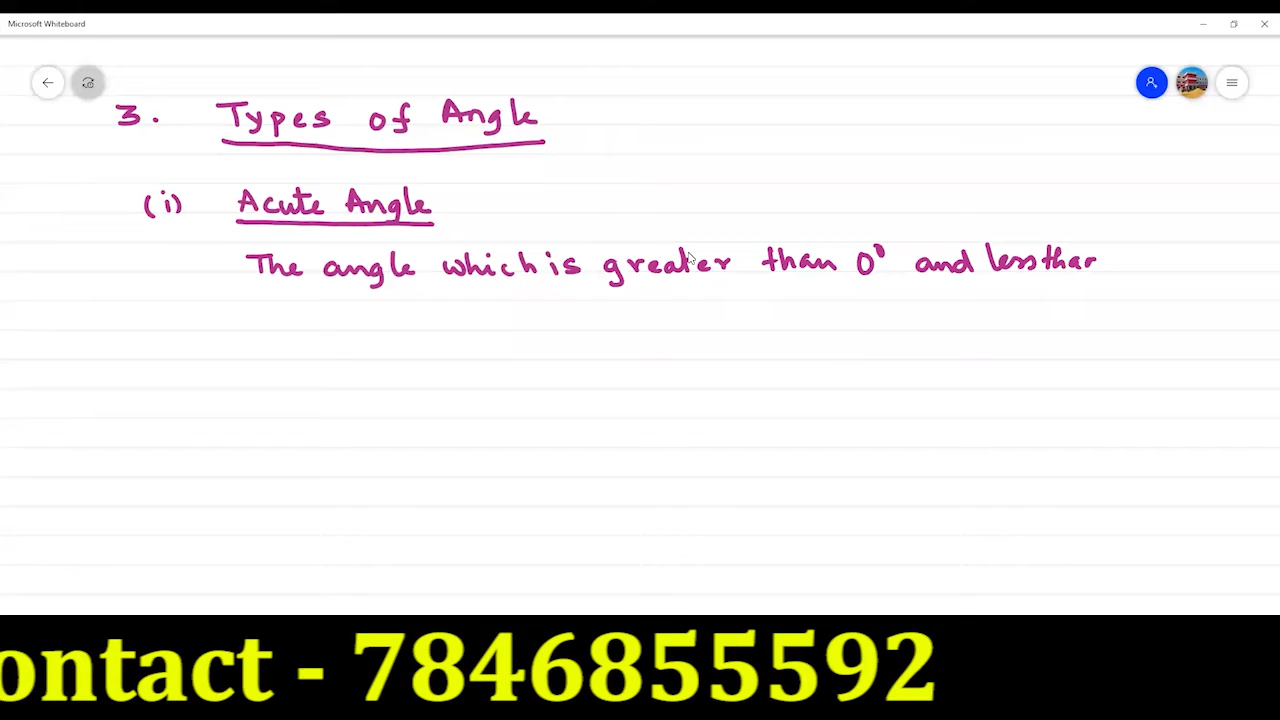 Microsoft Whiteboard
3. Types of Angle
(i) Acute Angle
The angle which is greater than 0° and less than
ontact - 7846855592